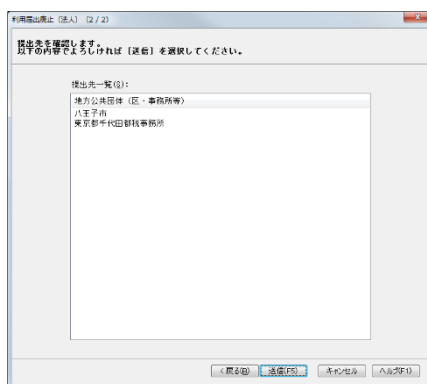 利用届出廃止（法人）（2／2）
提出先を確認します。
以下の内容でよろしければ［送信］を選択してください。
提出先一覧(S)：
地方公共団体（区・事務所等）
八王子市
東京都千代田都税事務所
＜戻る(B)　送信(F5)　キャンセル　ヘルプ(F1)